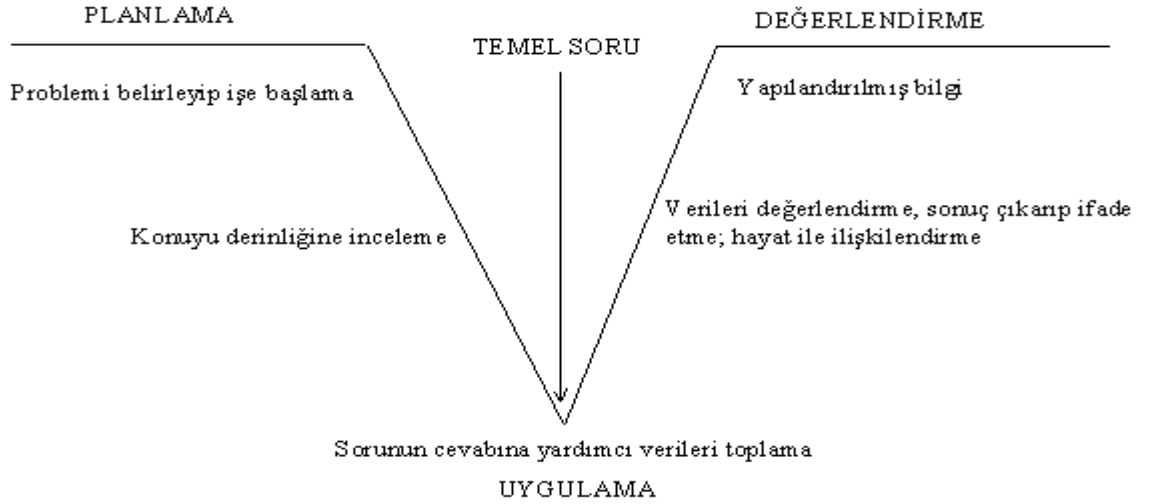 PLANLAMA
TEMEL SORU
DEĞERLENDİRME
Problemi belirleyip işe başlama
Yapılandırılmış bilgi
Konuyu derinliğine inceleme
Verileri değerlendirme, sonuç çıkarıp ifade
etme; hayat ile ilişkilendirme
Sorunun cevabına yardımcı verileri toplama
UYGULAMA